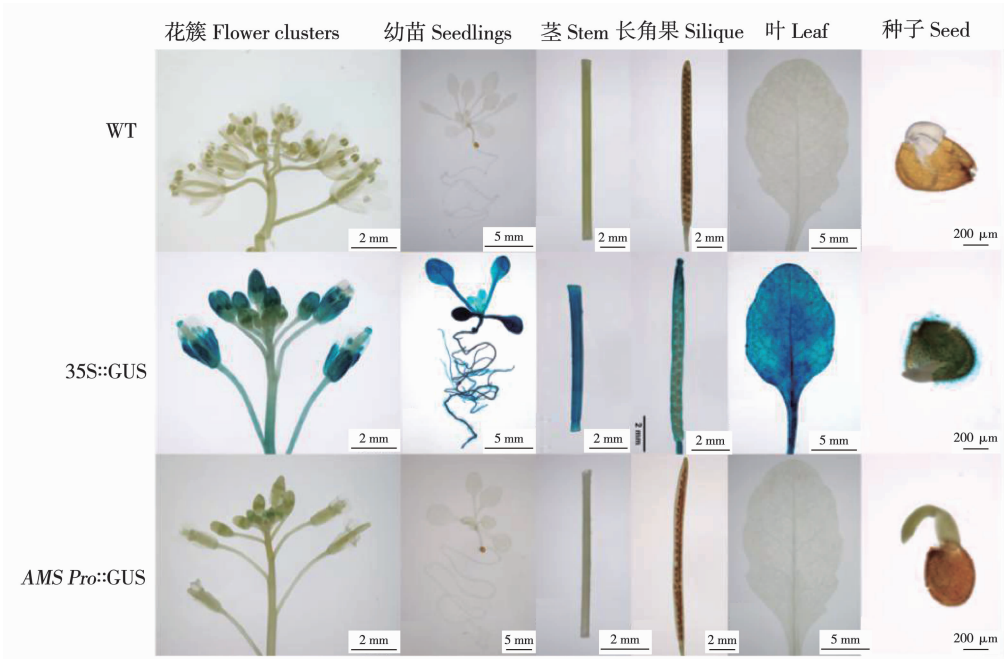 花簇 Flower clusters 幼苗 Seedlings 茎 Stem 长角果 Silique 叶 Leaf 种子 Seed
WT
2 mm 5 mm 2 mm 2 mm 5 mm 200 μm
35S::GUS
2 mm
2 mm 5 mm 2 mm 2 mm 5 mm 200 μm
AMS Pro::GUS
2 mm 5 mm 2 mm 2 mm 5 mm 200 μm